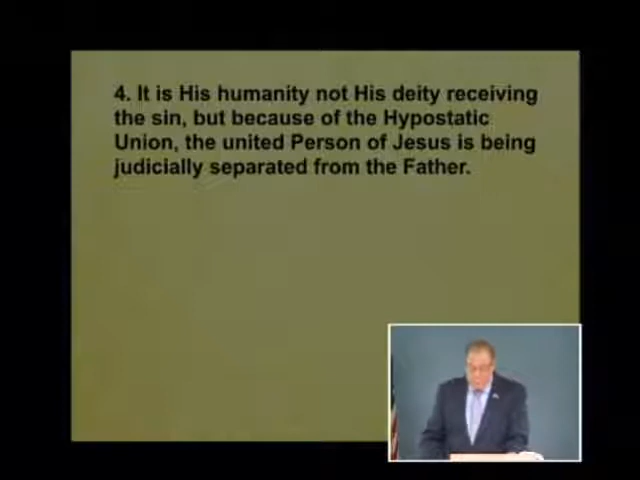 4. It is His humanity not His deity receiving
the sin, but because of the Hypostatic
Union, the united Person of Jesus is being
judicially separated from the Father.